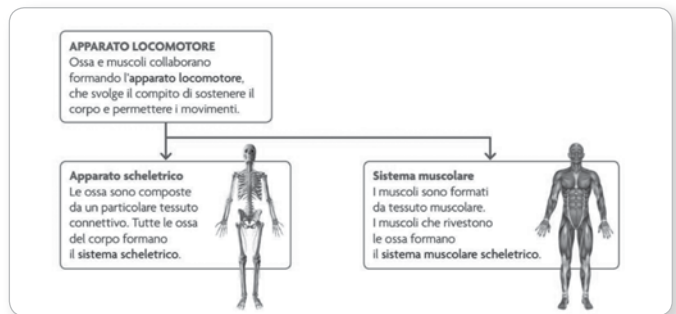 APPARATO LOCOMOTORE
Ossa e muscoli collaborano
formando l'apparato locomotore,
che svolge il compito di sostenere il
corpo e permettere i movimenti.
Apparato scheletrico
Le ossa sono composte
da un particolare tessuto
connettivo. Tutte le ossa
del corpo formano
il sistema scheletrico.
Sistema muscolare
I muscoli sono formati
da tessuto muscolare.
I muscoli che rivestono
le ossa formano
il sistema muscolare scheletrico.